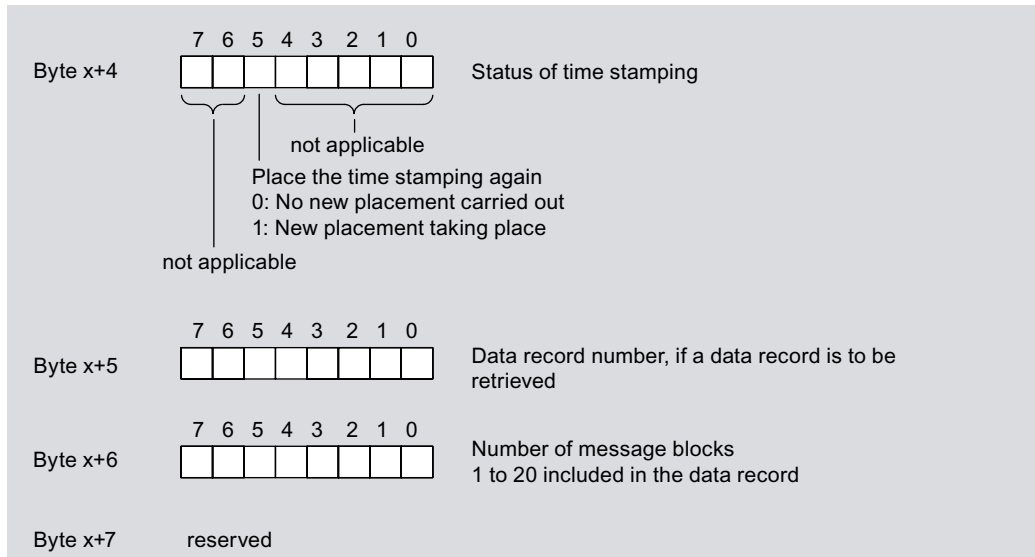 7 6 5 4 3 2 1 0
Byte x+4
Status of time stamping
not applicable
Place the time stamping again
0: No new placement carried out
1: New placement taking place
not applicable
7 6 5 4 3 2 1 0
Byte x+5
Data record number, if a data record is to be
retrieved
7 6 5 4 3 2 1 0
Byte x+6
Number of message blocks
1 to 20 included in the data record
Byte x+7
reserved